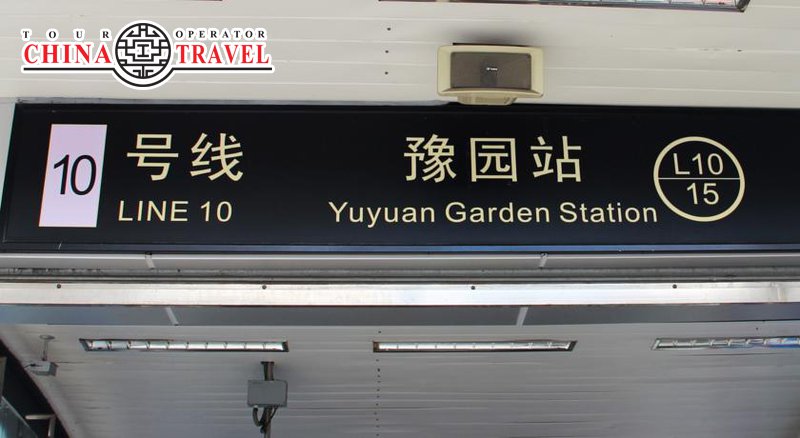 TOUR OPERATOR
CHINA TRAVEL
10 号线 豫园站 L10
LINE 10 Yuyuan Garden Station 15